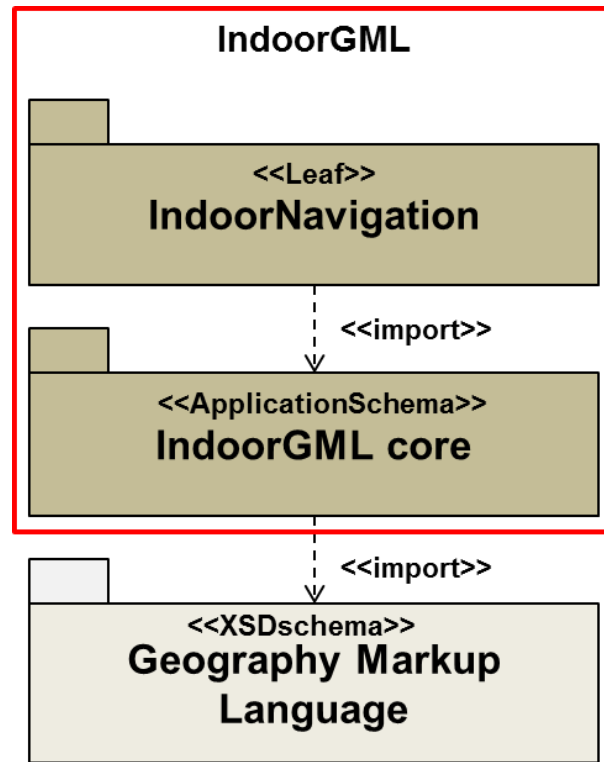 IndoorGML
<<Leaf>>
IndoorNavigation
<<import>>
<<ApplicationSchema>>
IndoorGML core
<<import>>
<<XSDschema>>
Geography Markup
Language